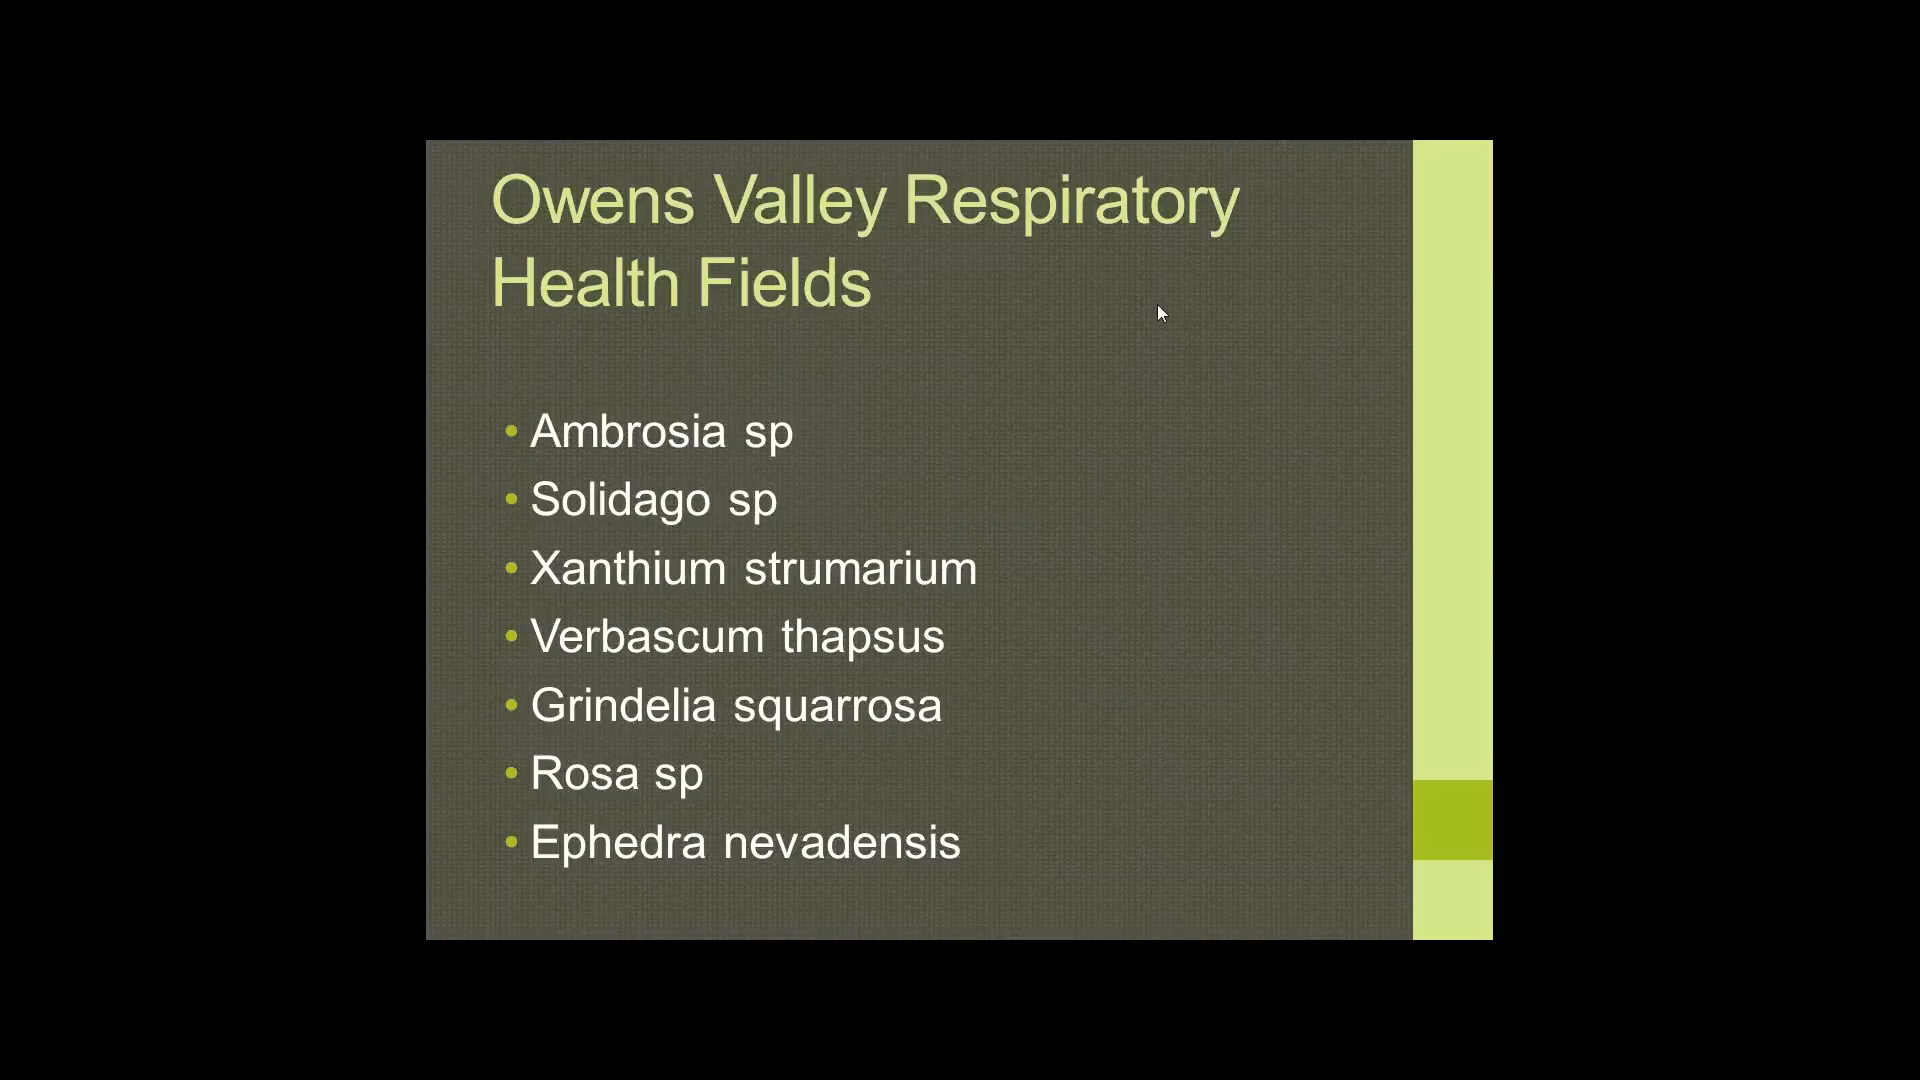 Owens Valley Respiratory
Health Fields
• Ambrosia sp
• Solidago sp
• Xanthium strumarium
• Verbascum thapsus
• Grindelia squarrosa
• Rosa sp
• Ephedra nevadensis